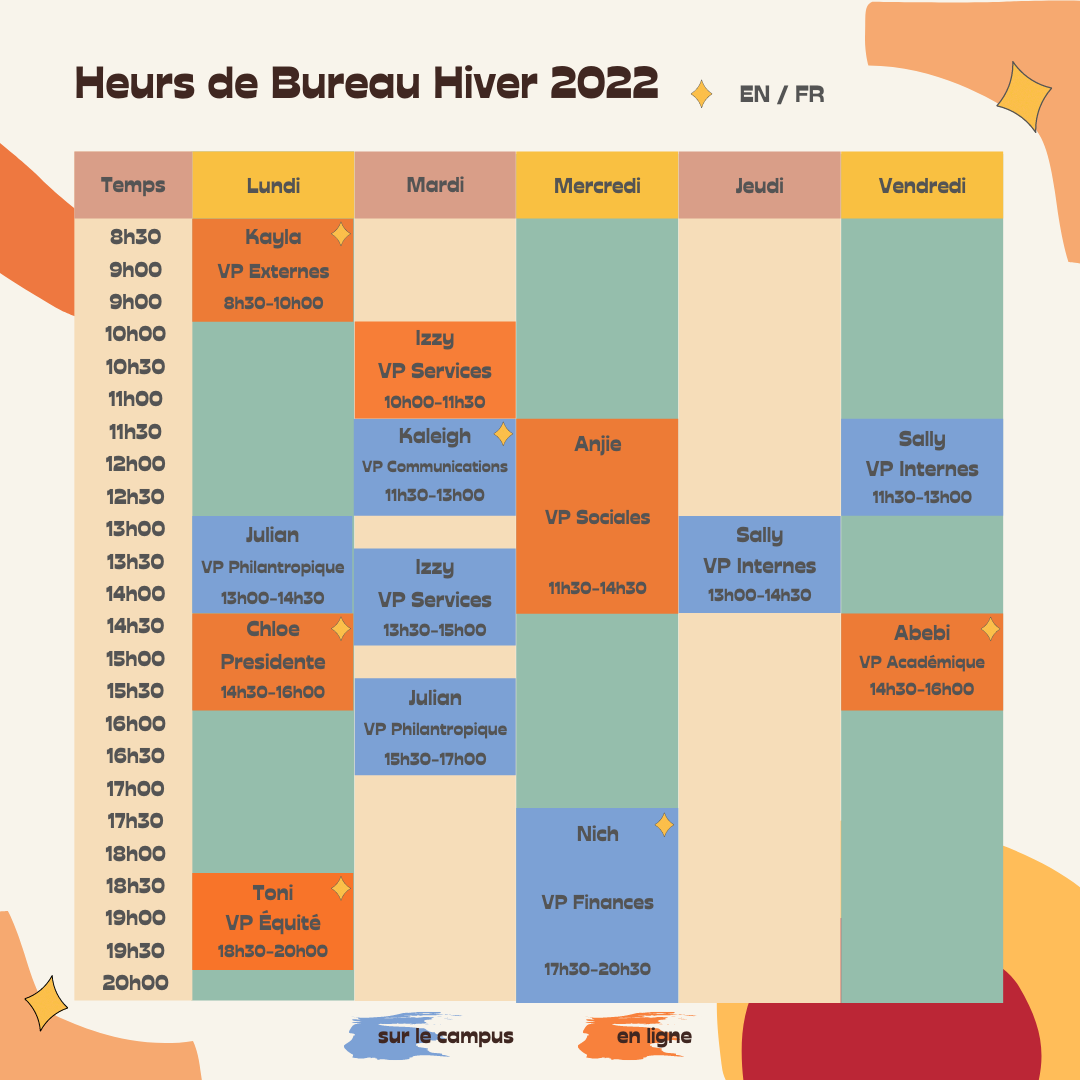 Heurs de Bureau Hiver 2022
EN / FR
Temps Lundi Mardi Mercredi Jeudi Vendredi
8h30
9h00
9h00
10h00
10h30
11h00
11h30
12h00
12h30
13h00
13h30
14h00
14h30
15h00
15h30
16h00
16h30
17h00
17h30
18h00
18h30
19h00
19h30
20h00
Kayla
VP Externes
8h30-10h00
Julian
VP Philantropique
13h00-14h30
Chloe
Presidente
14h30-16h00
Toni
VP Équité
18h30-20h00
Izzy
VP Services
10h00-11h30
Kaleigh
VP Communications
11h30-13h00
Izzy
VP Services
13h30-15h00
Julian
VP Philantropique
15h30-17h00
Anjie
VP Sociales
11h30-14h30
Nich
VP Finances
17h30-20h30
Sally
VP Internes
13h00-14h30
Sally
VP Internes
11h30-13h00
Abebi
VP Académique
14h30-16h00
sur le campus
en ligne